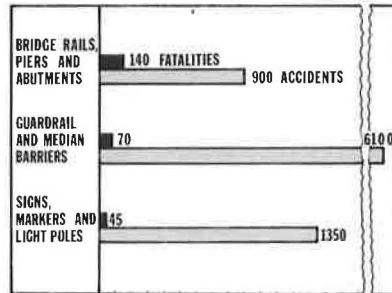 BRIDGE RAILS,
PIERS AND
ABUTMENTS
140 FATALITIES
900 ACCIDENTS
GUARDRAIL
AND MEDIAN
BARRIERS
70
6100
SIGNS,
MARKERS AND
LIGHT POLES
45
1350